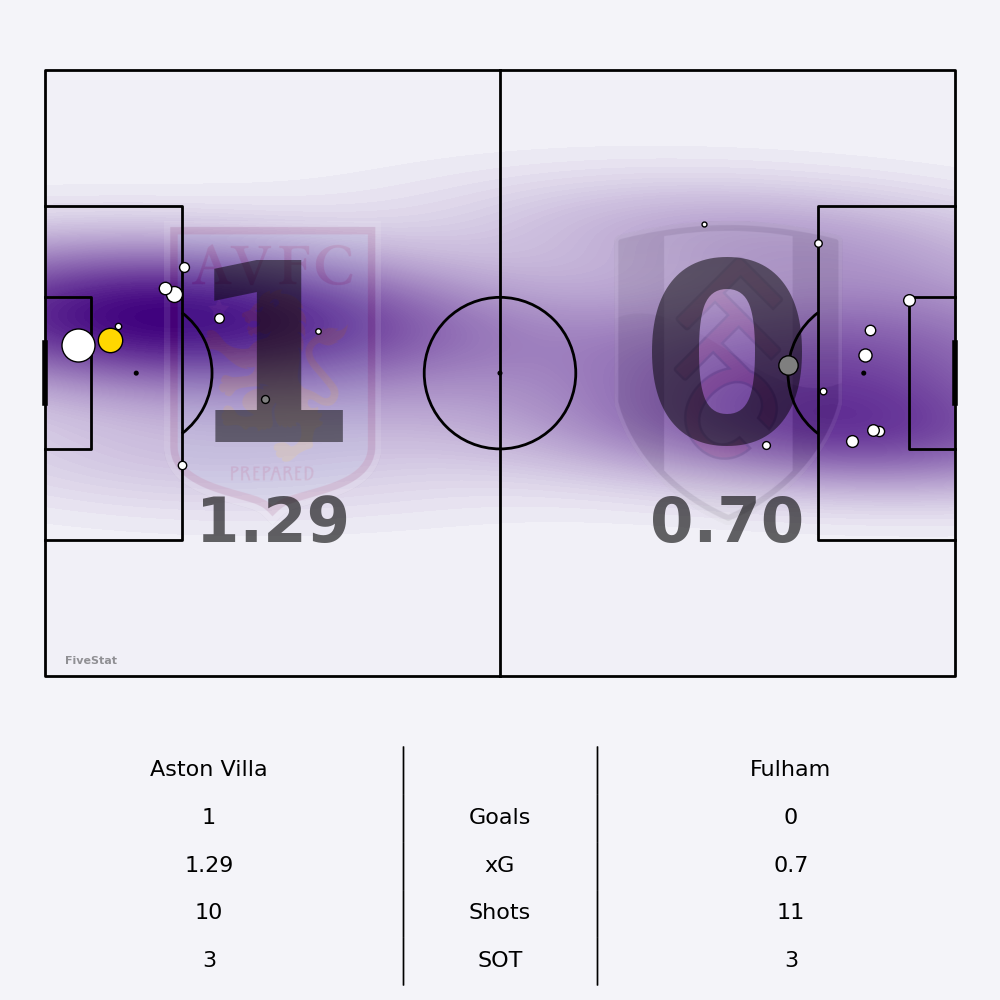 AVFC
1
0
PREPARED
1.29
0.70
FiveStat
Aston Villa Fulham
1 Goals 0
1.29 xG 0.7
10 Shots 11
3 SOT 3